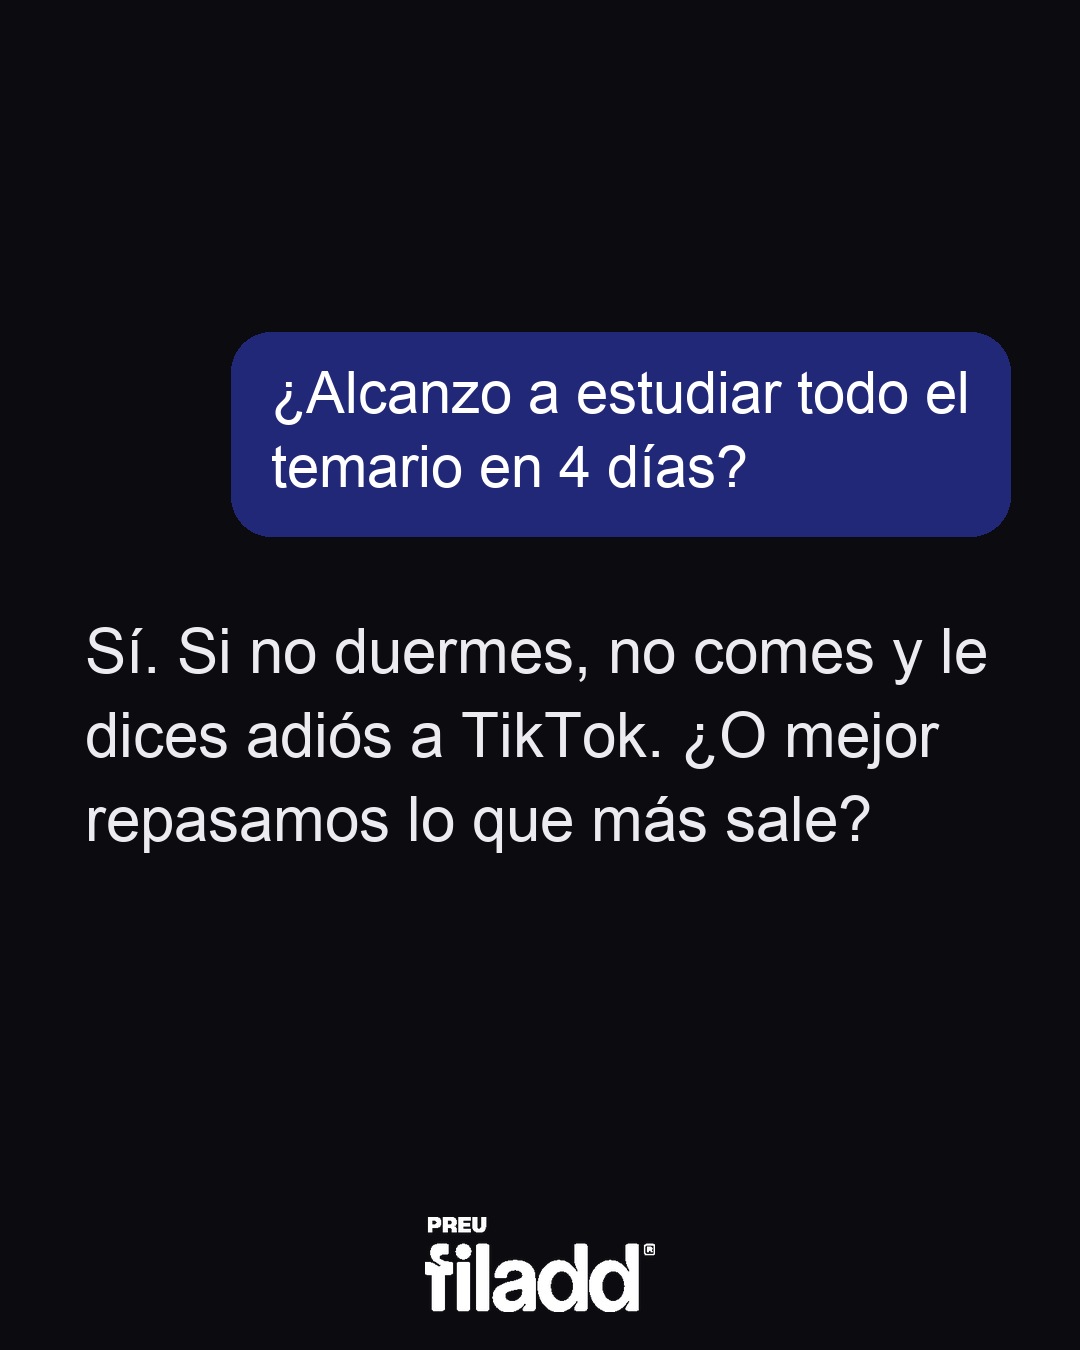 ¿Alcanzo a estudiar todo el
temario en 4 días?
Sí. Si no duermes, no comes y le
dices adiós a TikTok. ¿O mejor
repasamos lo que más sale?
PREU
filadd®